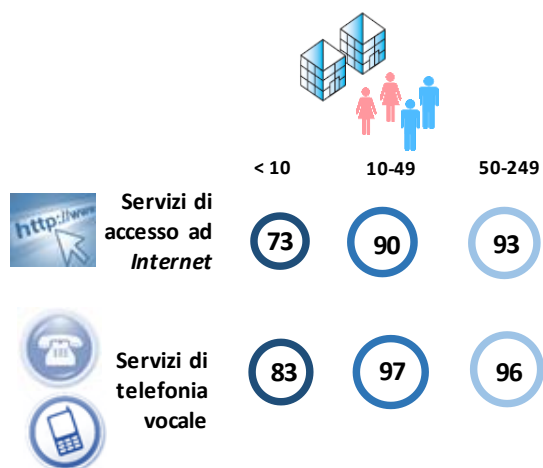 < 10 10-49 50-249
http://www
Servizi di
accesso ad
Internet
73 90 93
Servizi di
telefonia
vocale
83 97 96